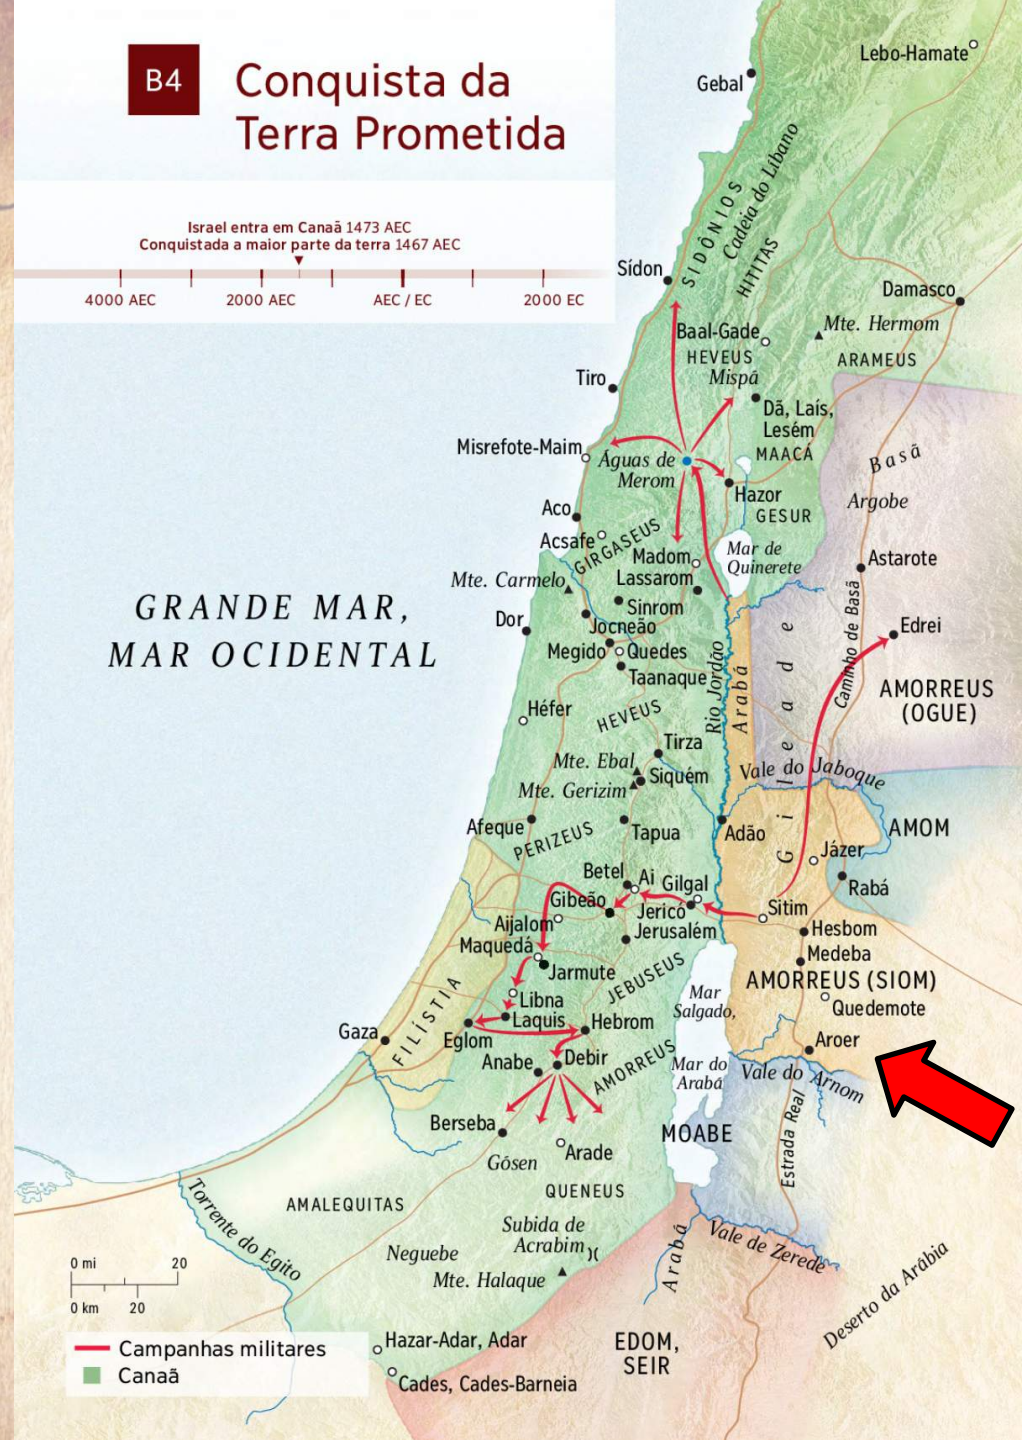 B4
Conquista da
Terra Prometida
Israel entra em Canaã 1473 AEC
Conquistada a maior parte da terra 1467 AEC
4000 AEC
2000 AEC
AEC / EC
2000 EC
Lebo-Hamate
Gebal
SIDÔNIOS
Cadeia do Líbano
HITITAS
Sídon
Damasco
Baal-Gade
Mte. Hermom
HEVEUS
ARAMEUS
Mispá
Tiro
Dã, Laís,
Lesém
Misrefote-Maim
MAACÁ
Basã
Águas de
Merom
Hazor
Argobe
Aco
GESUR
Acsafe
GIRGASEUS
Madom
Mar de
Quinerete
Astarote
Mte. Carmelo
Lassarom
Sinrom
Dor
Jocneão
Edrei
GRANDE MAR,
MAR OCIDENTAL
Megido
Quedes
Taanaque
Rio Jordão
Arabá
Caminho de Basã
AMORREUS
(OGUE)
Héfer
HEVEUS
Tirza
Mte. Ebal
Siquém
Mte. Gerizim
Vale do Jaboque
Gileade
Afeque
PERIZEUS
Tapua
Adão
AMOM
Jázer
Betel
Ai
Gilgal
Rabá
Gibeão
Jericó
Sitim
Aijalom
Jerusalém
Hesbom
Maquedá
Medeba
Jarmute
JEBUSEUS
AMORREUS (SIOM)
Libna
Mar
Salgado,
Quedemote
FILÍSTIA
Laquis
Hebrom
Gaza
Eglom
Aroer
Anabe
Debir
AMORREUS
Mar do
Arabá
Vale do Arnom
Berseba
Estrada Real
MOABE
Arade
Gósen
QUENEUS
Torrente do Egito
AMALEQUITAS
Subida de
Acrabim
Arabá
Vale de Zerede
Neguebe
Mte. Halaque
Deserto da Arábia
0 mi 20
0 km 20
Hazar-Adar, Adar
EDOM,
SEIR
Campanhas militares
Canaã
Cades, Cades-Barneia